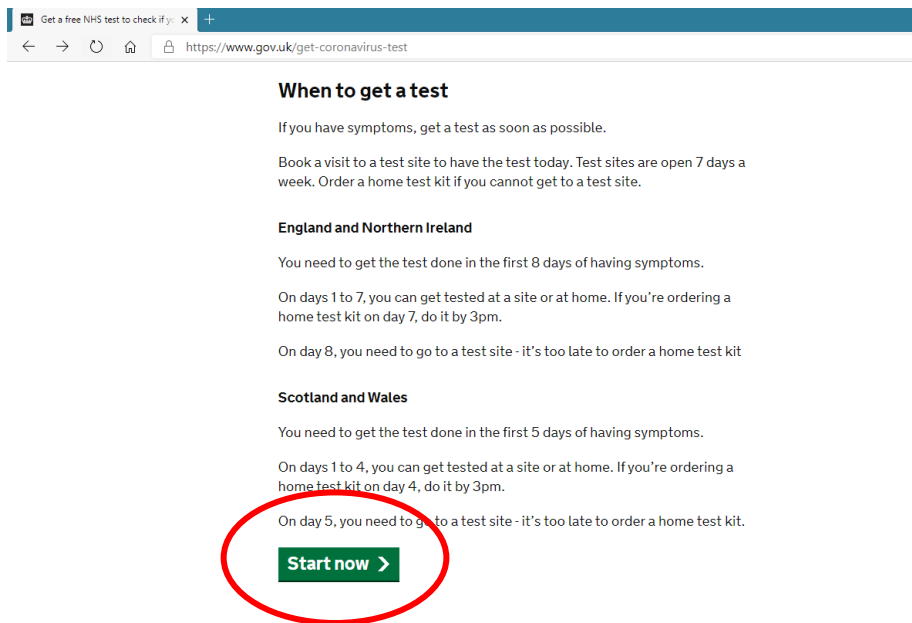 Get a free NHS test to check if yo
https://www.gov.uk/get-coronavirus-test
When to get a test
If you have symptoms, get a test as soon as possible.
Book a visit to a test site to have the test today. Test sites are open 7 days a
week. Order a home test kit if you cannot get to a test site.
England and Northern Ireland
You need to get the test done in the first 8 days of having symptoms.
On days 1 to 7, you can get tested at a site or at home. If you’re ordering a
home test kit on day 7, do it by 3pm.
On day 8, you need to go to a test site - it’s too late to order a home test kit
Scotland and Wales
You need to get the test done in the first 5 days of having symptoms.
On days 1 to 4, you can get tested at a site or at home. If you’re ordering a
home test kit on day 4, do it by 3pm.
On day 5, you need to go to a test site - it’s too late to order a home test kit.
Start now